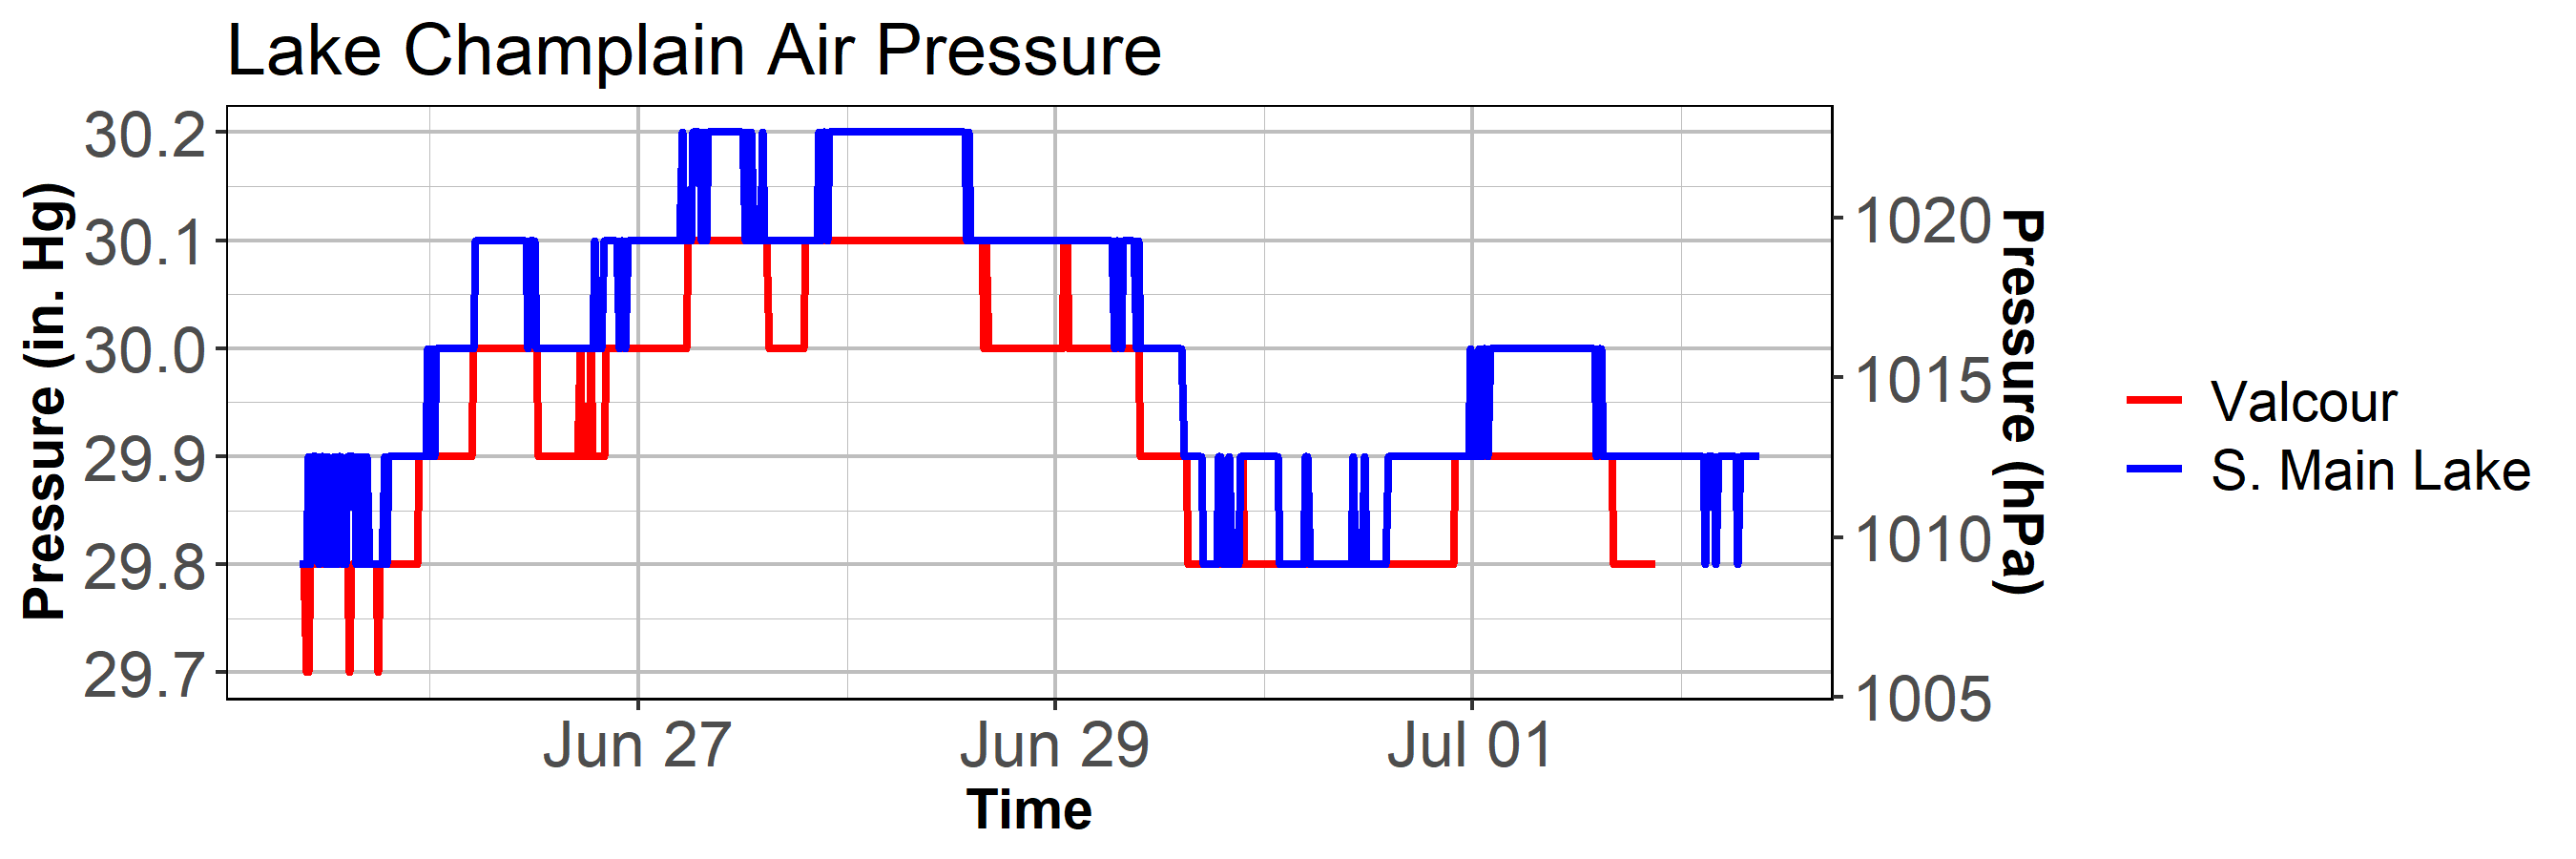 Lake Champlain Air Pressure
Pressure (in. Hg)
30.2
30.1
30.0
29.9
29.8
29.7
1020
1015
1010
1005
Pressure (hPa)
Jun 27
Jun 29
Jul 01
Time
Valcour
S. Main Lake